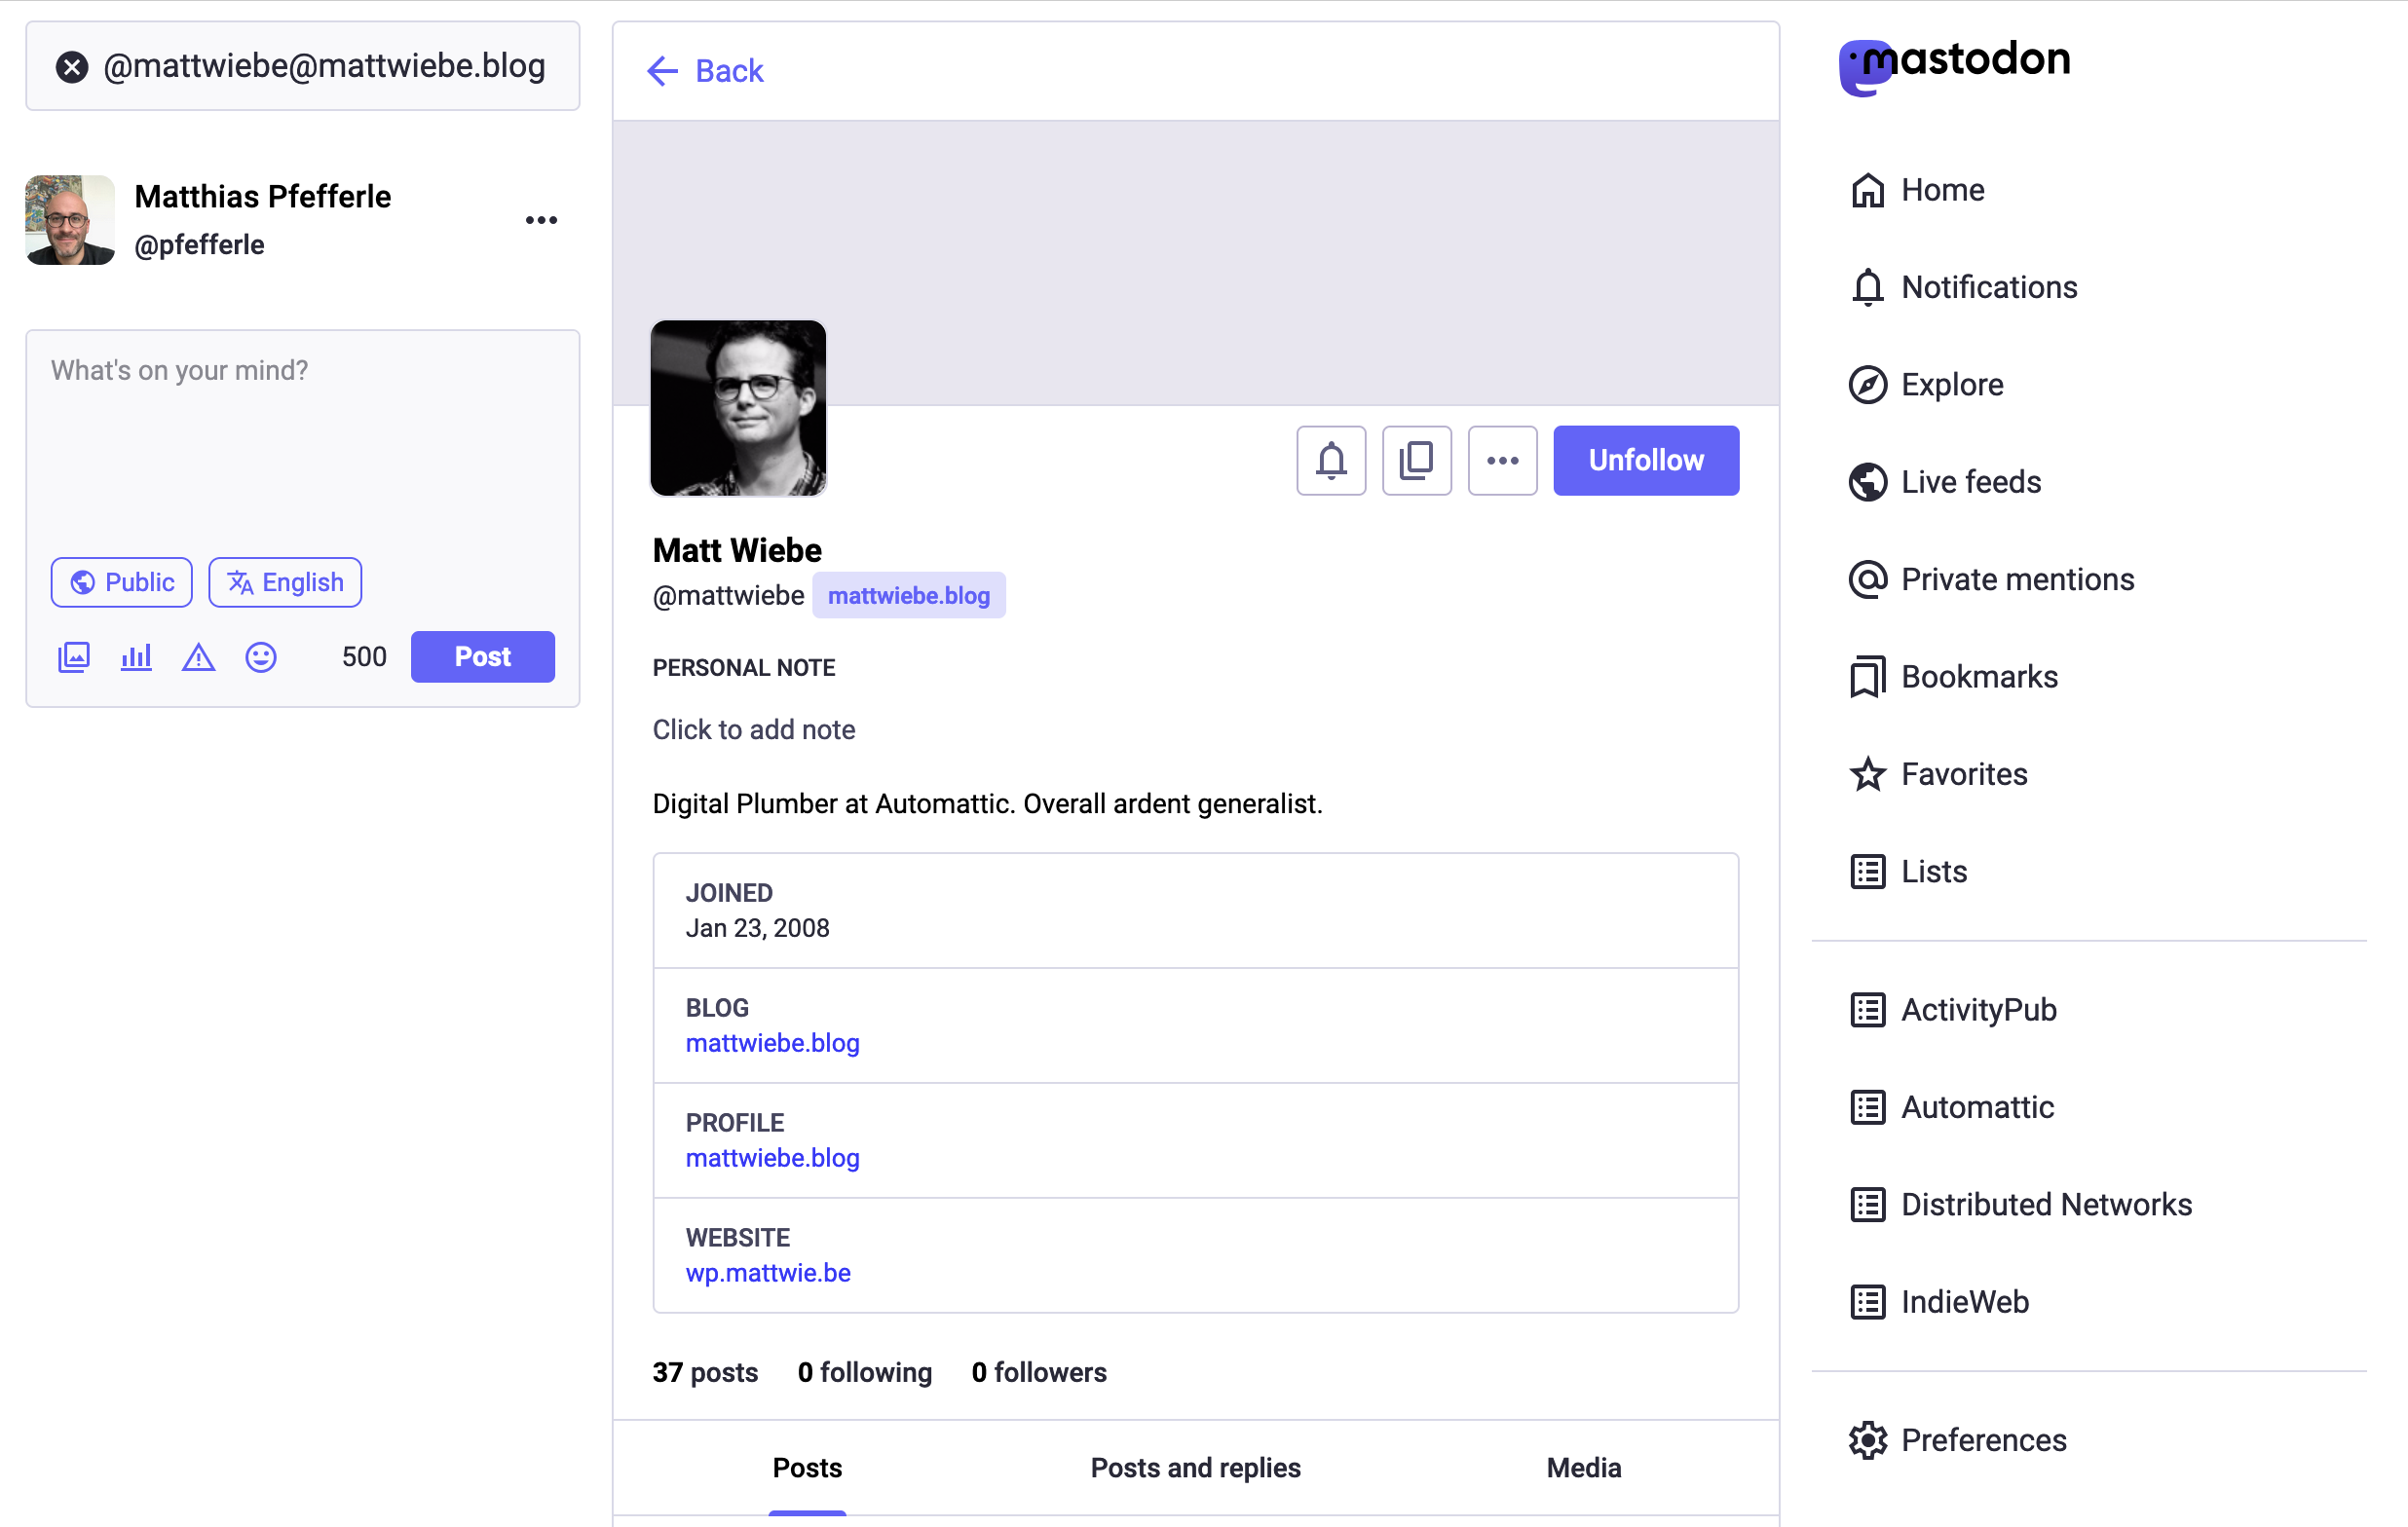 @mattwiebe@mattwiebe.blog
Matthias Pfefferle
@pfefferle
What's on your mind?
Public
English
500
Post
Back
Unfollow
Matt Wiebe
@mattwiebe mattwiebe.blog
PERSONAL NOTE
Click to add note
Digital Plumber at Automattic. Overall ardent generalist.
JOINED
Jan 23, 2008
BLOG
mattwiebe.blog
PROFILE
mattwiebe.blog
WEBSITE
wp.mattwie.be
37 posts 0 following 0 followers
Posts
Posts and replies
Media
mastodon
Home
Notifications
Explore
Live feeds
Private mentions
Bookmarks
Favorites
Lists
ActivityPub
Automattic
Distributed Networks
IndieWeb
Preferences